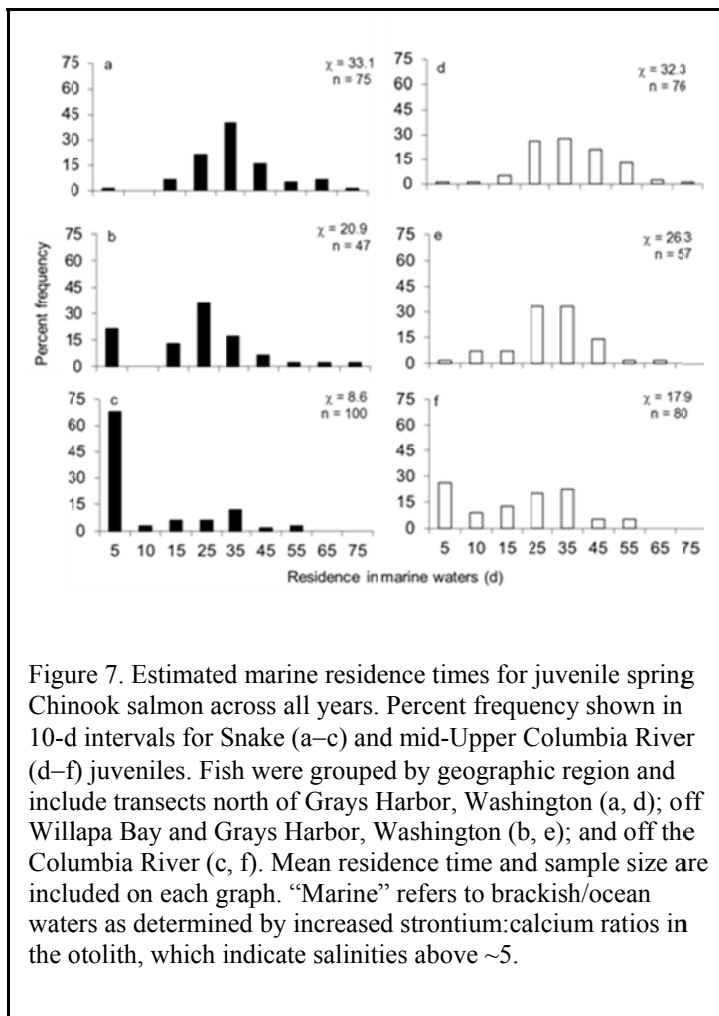 75
60
45
30
15
0
a
χ = 33.1
n = 75
75
60
45
30
15
0
d
χ = 32.3
n = 76
75
60
45
30
15
0
b
χ = 20.9
n = 47
75
60
45
30
15
0
e
χ = 26.3
n = 57
75
60
45
30
15
0
c
χ = 8.6
n = 100
75
60
45
30
15
0
f
χ = 17.9
n = 80
Percent frequency
5 10 15 25 35 45 55 65 75
5 10 15 25 35 45 55 65 75
Residence in marine waters (d)
Figure 7. Estimated marine residence times for juvenile spring
Chinook salmon across all years. Percent frequency shown in
10-d intervals for Snake (a–c) and mid-Upper Columbia River
(d–f) juveniles. Fish were grouped by geographic region and
include transects north of Grays Harbor, Washington (a, d); off
Willapa Bay and Grays Harbor, Washington (b, e); and off the
Columbia River (c, f). Mean residence time and sample size are
included on each graph. “Marine” refers to brackish/ocean
waters as determined by increased strontium:calcium ratios in
the otolith, which indicate salinities above ~5.